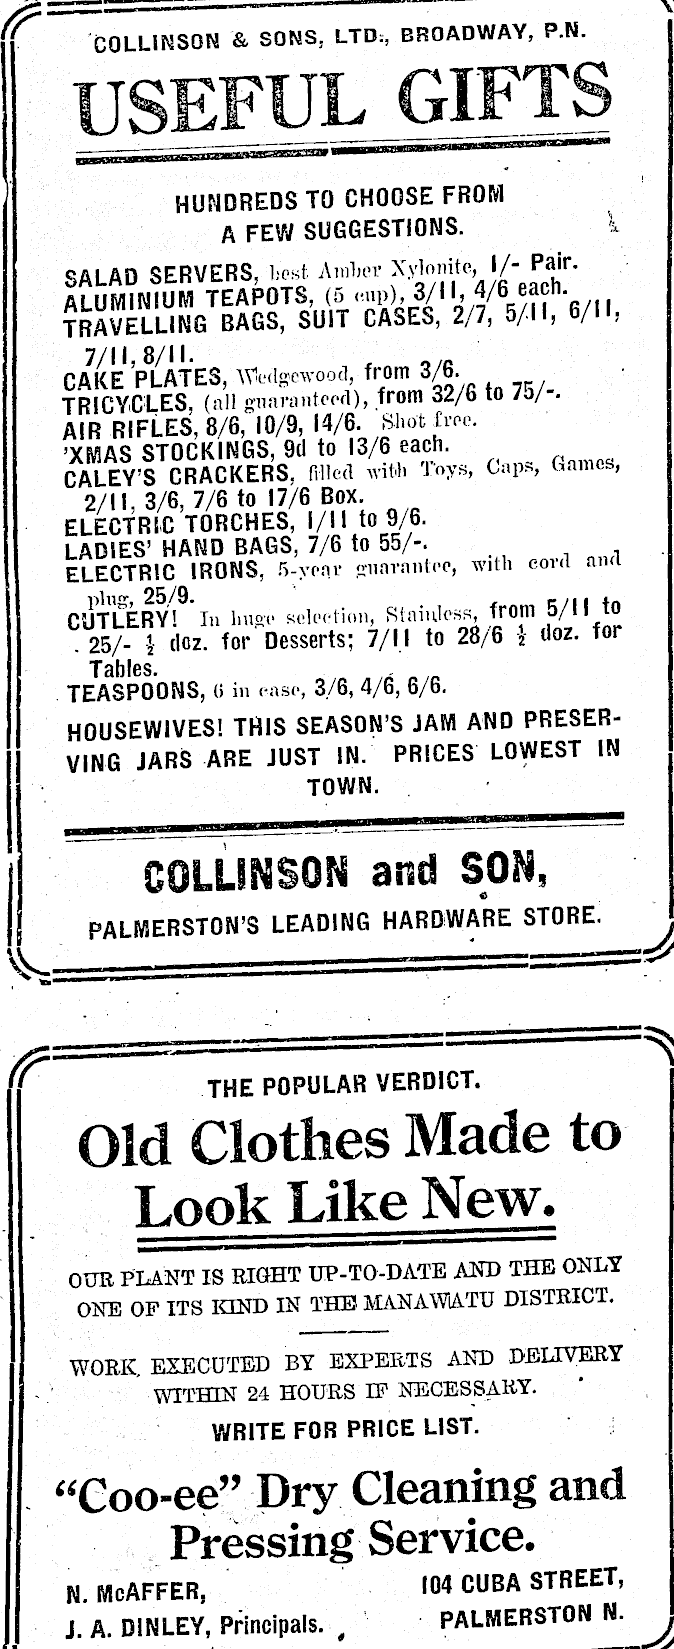 COLLINSON & SONS, LTD., BROADWAY, P.N.
USEFUL GIFTS
HUNDREDS TO CHOOSE FROM
A FEW SUGGESTIONS.
SALAD SERVERS, best Amber Xylonite, 1/- Pair.
ALUMINIUM TEAPOTS, (5 cup), 3/11, 4/6 each.
TRAVELLING BAGS, SUIT CASES, 2/7, 5/11, 6/11,
7/11, 8/11.
CAKE PLATES, Wedgewood, from 3/6.
TRICYCLES, (all guaranteed), from 32/6 to 75/-.
AIR RIFLES, 8/6, 10/9, 14/6. Shot free.
'XMAS STOCKINGS, 9d to 13/6 each.
CALEY'S CRACKERS, filled with Toys, Caps, Games,
2/11, 3/6, 7/6 to 17/6 Box.
ELECTRIC TORCHES, 1/11 to 9/6.
LADIES' HAND BAGS, 7/6 to 55/-.
ELECTRIC IRONS, 5-year guarantee, with cord and
plug, 25/9.
CUTLERY! In huge selection, Stainless, from 5/11 to
25/- ½ doz. for Desserts; 7/11 to 28/6 ½ doz. for
Tables.
TEASPOONS, 6 in case, 3/6, 4/6, 6/6.
HOUSEWIVES! THIS SEASON'S JAM AND PRESER-
VING JARS ARE JUST IN. PRICES LOWEST IN
TOWN.
COLLINSON and SON,
PALMERSTON'S LEADING HARDWARE STORE.
THE POPULAR VERDICT.
Old Clothes Made to
Look Like New.
OUR PLANT IS RIGHT UP-TO-DATE AND THE ONLY
ONE OF ITS KIND IN THE MANAWATU DISTRICT.
WORK EXECUTED BY EXPERTS AND DELIVERY
WITHIN 24 HOURS IF NECESSARY.
WRITE FOR PRICE LIST.
"Coo-ee" Dry Cleaning and
Pressing Service.
N. McAFFER,
J. A. DINLEY, Principals.
104 CUBA STREET,
PALMERSTON N.